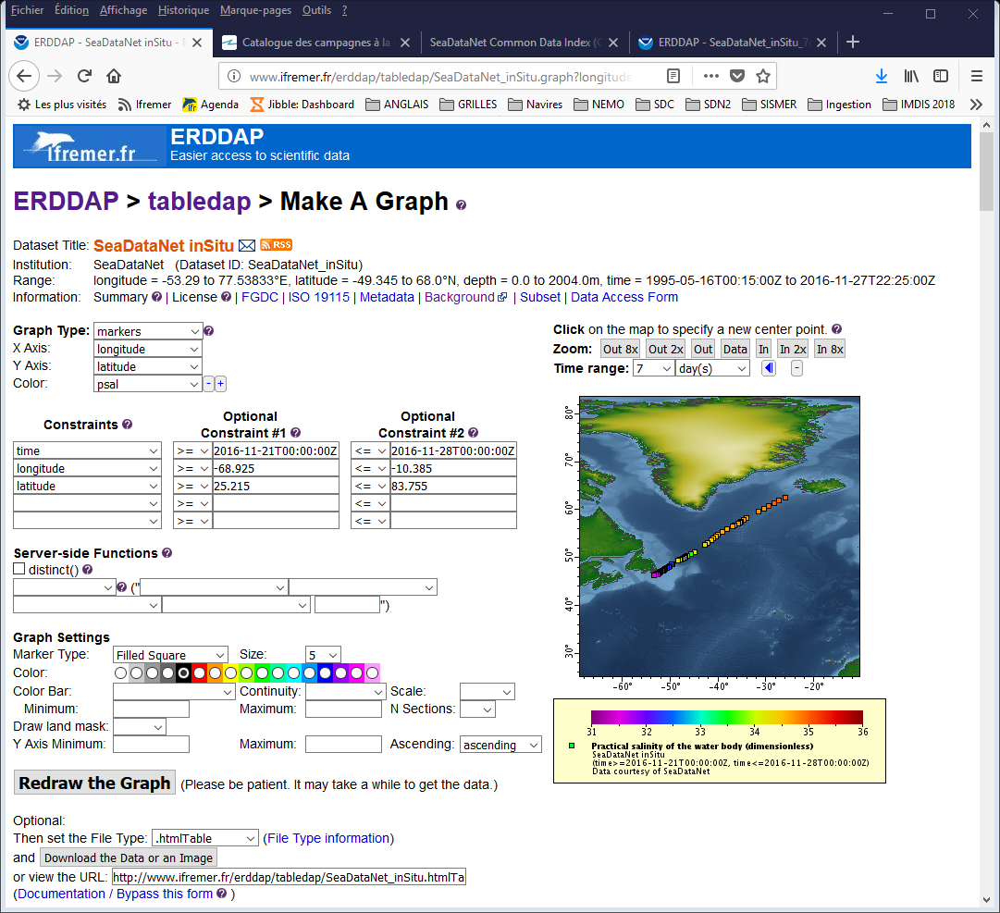 Fichier Édition Affichage Historique Marque-pages Outils ?
ERDDAP - SeaDataNet inSitu - M
Catalogue des campagnes à la
SeaDataNet Common Data Index (C
ERDDAP - SeaDataNet_inSitu_7
www.ifremer.fr/erddap/tabledap/SeaDataNet_inSitu.graph?longitude
Les plus visités Ifremer Agenda Jibble: Dashboard ANGLAIS GRILLES Navires NEMO SDC SDN2 SISMER Ingestion IMDIS 2018
ifremer.fr
ERDDAP
Easier access to scientific data
ERDDAP > tabledap > Make A Graph ?
Dataset Title: SeaDataNet inSitu RSS
Institution: SeaDataNet (Dataset ID: SeaDataNet_inSitu)
Range: longitude = -53.29 to 77.53833°E, latitude = -49.345 to 68.0°N, depth = 0.0 to 2004.0m, time = 1995-05-16T00:15:00Z to 2016-11-27T22:25:00Z
Information: Summary ? | License ? | FGDC | ISO 19115 | Metadata | Background | Subset | Data Access Form
Graph Type: markers ?
X Axis: longitude
Y Axis: latitude
Color: psal - +
Click on the map to specify a new center point. ?
Zoom: Out 8x Out 2x Out Data In In 2x In 8x
Time range: 7 day(s) -
Constraints ? Optional Constraint #1 ? Optional Constraint #2 ?
time >= 2016-11-21T00:00:00Z <= 2016-11-28T00:00:00Z
longitude >= -68.925 <= -10.385
latitude >= 25.215 <= 83.755
>= <=
>= <=
Server-side Functions ?
distinct() ?
? ("
")
Graph Settings
Marker Type: Filled Square Size: 5
Color:
Color Bar: Continuity: Scale:
Minimum: Maximum: N Sections:
Draw land mask:
Y Axis Minimum: Maximum: Ascending: ascending
Redraw the Graph (Please be patient. It may take a while to get the data.)
Optional:
Then set the File Type: .htmlTable (File Type information)
and Download the Data or an Image
or view the URL: http://www.ifremer.fr/erddap/tabledap/SeaDataNet_inSitu.htmlTa
(Documentation / Bypass this form ? )
80°
70°
60°
50°
40°
30°
-60° -50° -40° -30° -20°
31 32 33 34 35 36
Practical salinity of the water body (dimensionless)
SeaDataNet inSitu
(time>=2016-11-21T00:00:00Z, time<=2016-11-28T00:00:00Z)
Data courtesy of SeaDataNet